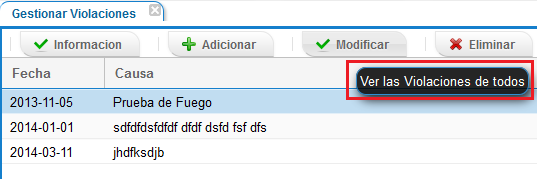 Gestionar Violaciones
Informacion Adicionar Modificar Eliminar
Fecha Causa
Ver las Violaciones de todos
2013-11-05 Prueba de Fuego
2014-01-01 sdfdfdsfdfdf dfdf dsfd fsf dfs
2014-03-11 jhdfksdjb